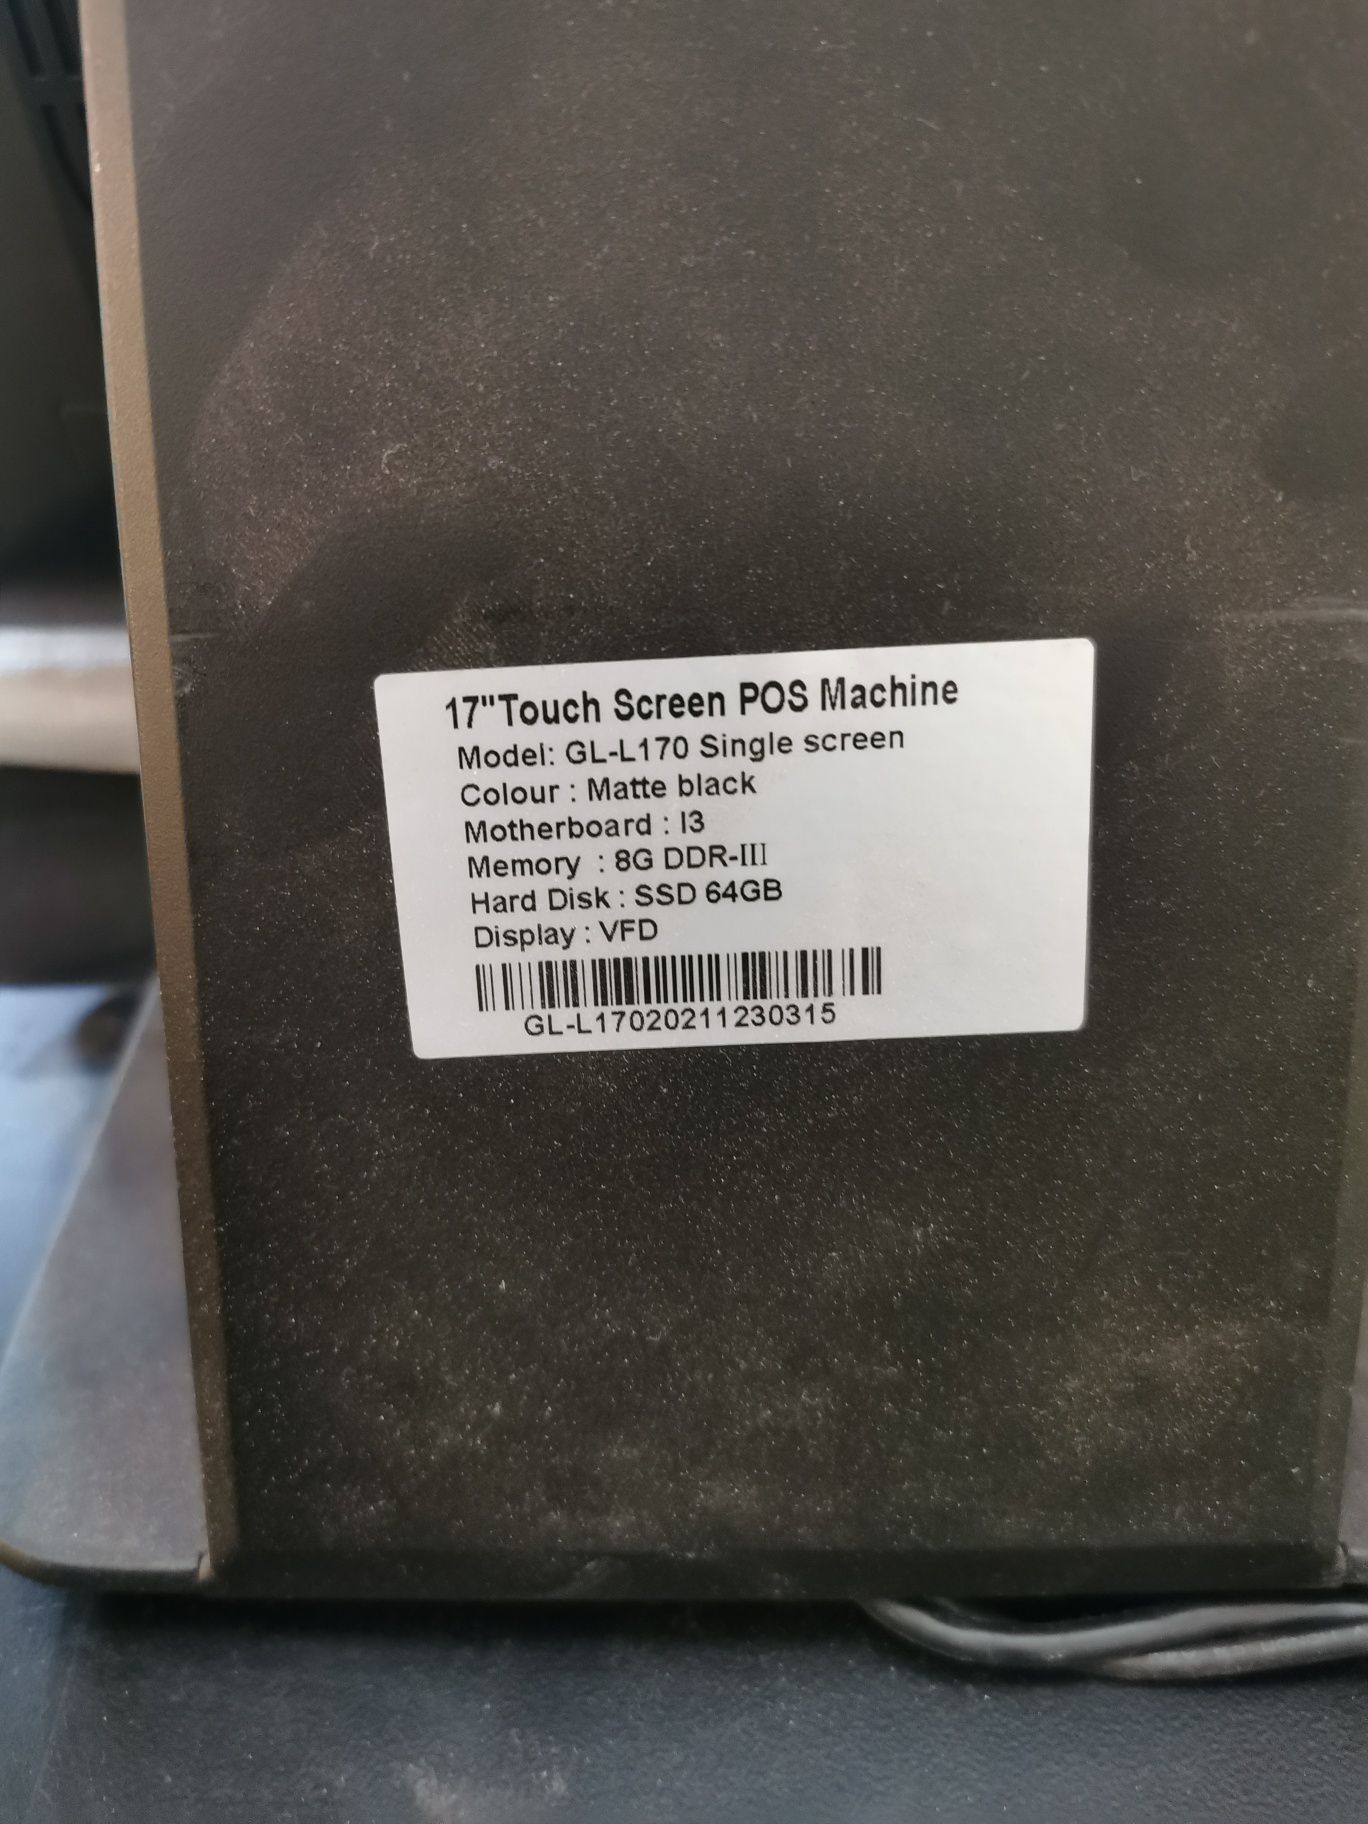 17"Touch Screen POS Machine
Model: GL-L170 Single screen
Colour : Matte black
Motherboard : I3
Memory : 8G DDR-III
Hard Disk : SSD 64GB
Display : VFD
GL-L17020211230315